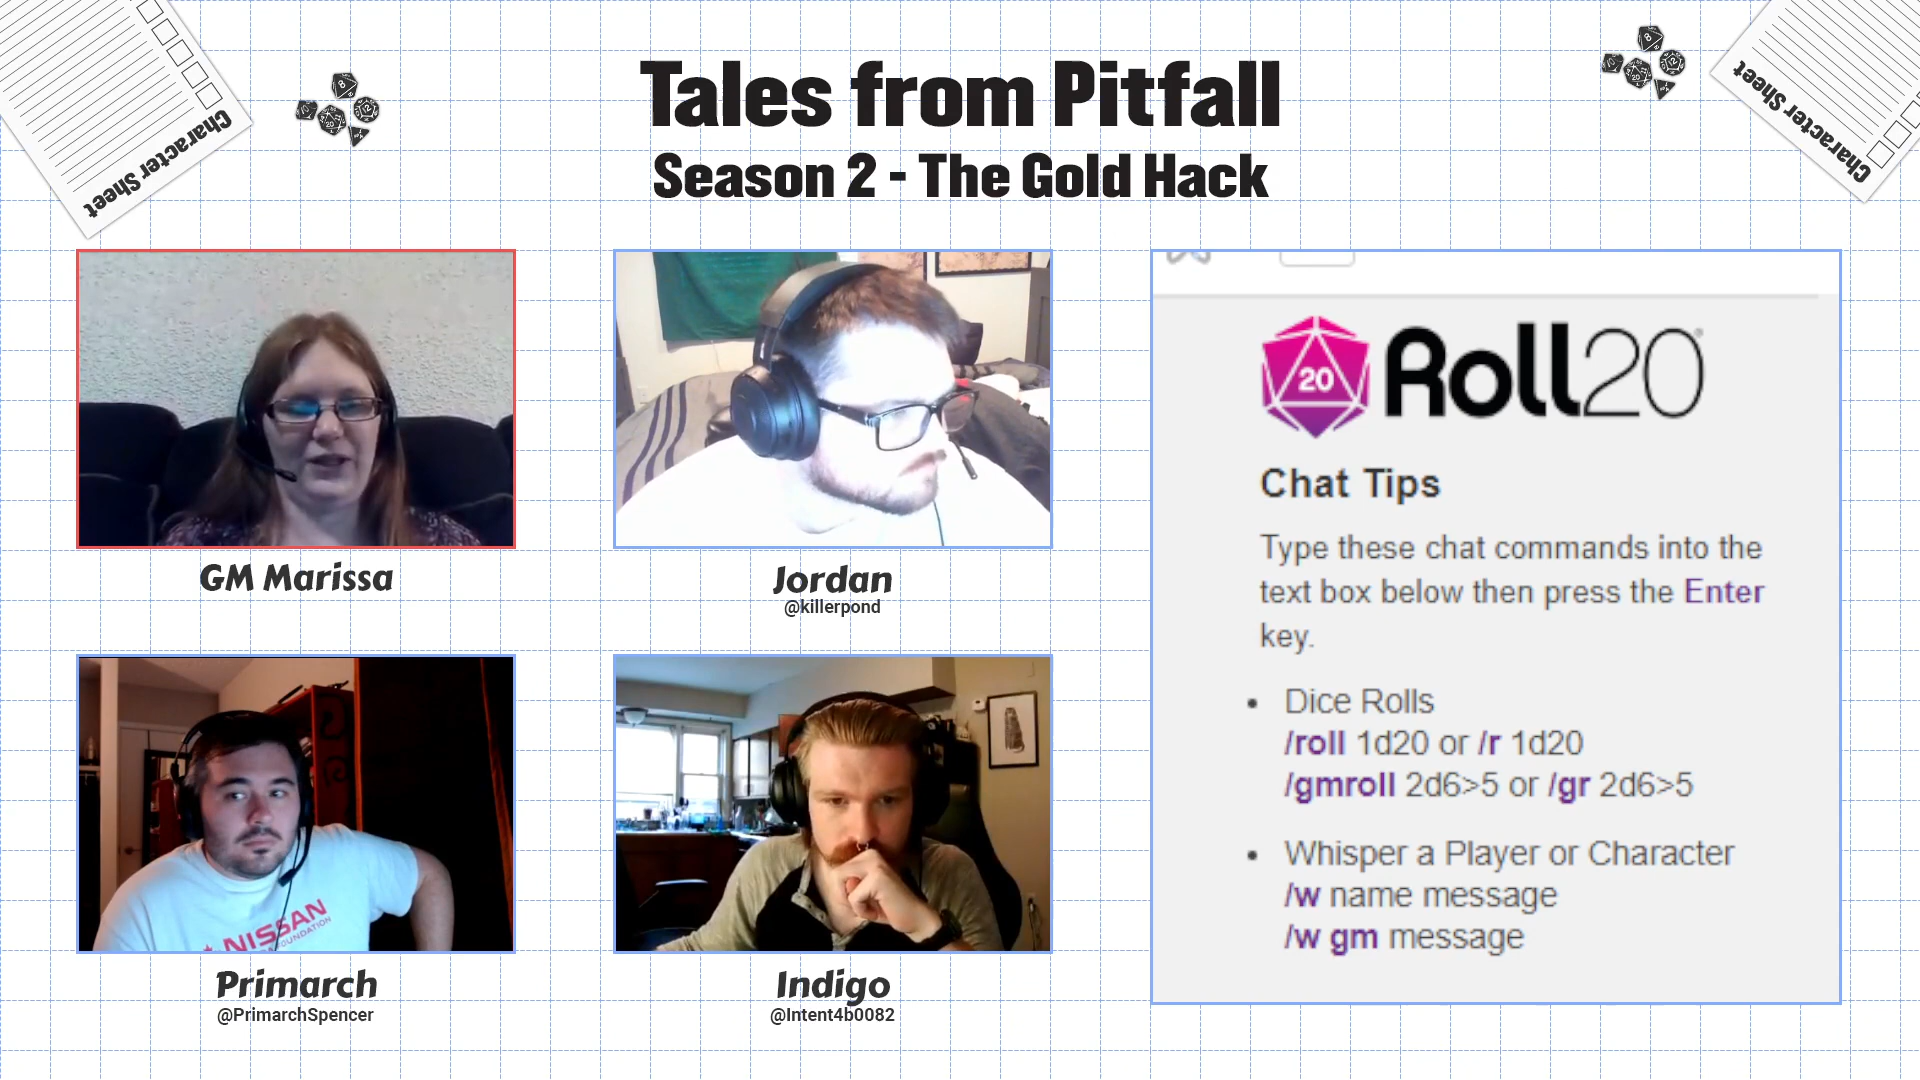 Tales from Pitfall
Season 2 - The Gold Hack
Character Sheet
Character Sheet
GM Marissa
Jordan
@killerpond
NISSAN
FOUNDATION
Primarch
@PrimarchSpencer
Indigo
@Intent4b0082
20
Roll20
Chat Tips
Type these chat commands into the
text box below then press the Enter
key.
• Dice Rolls
/roll 1d20 or /r 1d20
/gmroll 2d6>5 or /gr 2d6>5
• Whisper a Player or Character
/w name message
/w gm message